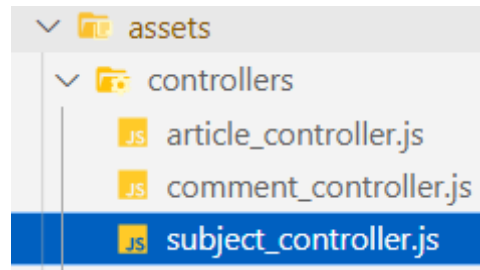 assets
controllers
JS article_controller.js
JS comment_controller.js
JS subject_controller.js